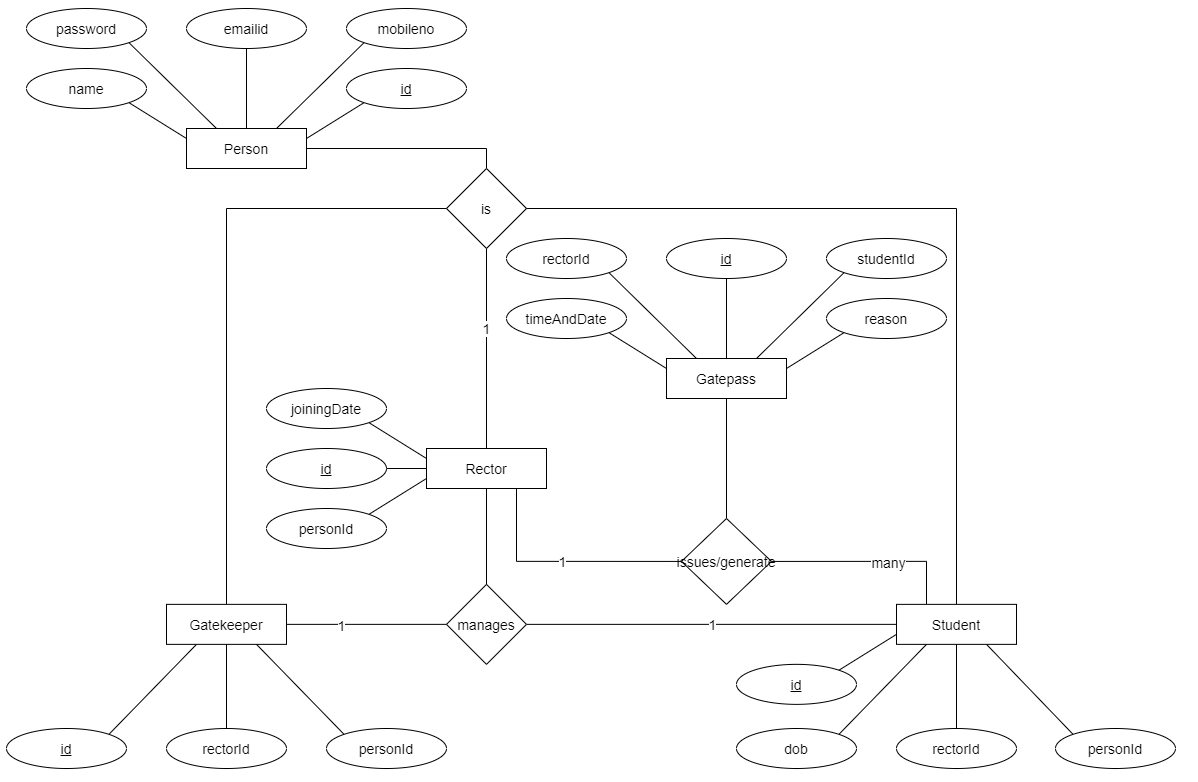 password
emailid
mobileno
name
id
Person
is
rectorId
id
studentId
timeAndDate
reason
1
Gatepass
joiningDate
id
Rector
personId
1
issues/generate
many
Gatekeeper
1
manages
1
Student
id
id
rectorId
personId
dob
rectorId
personId